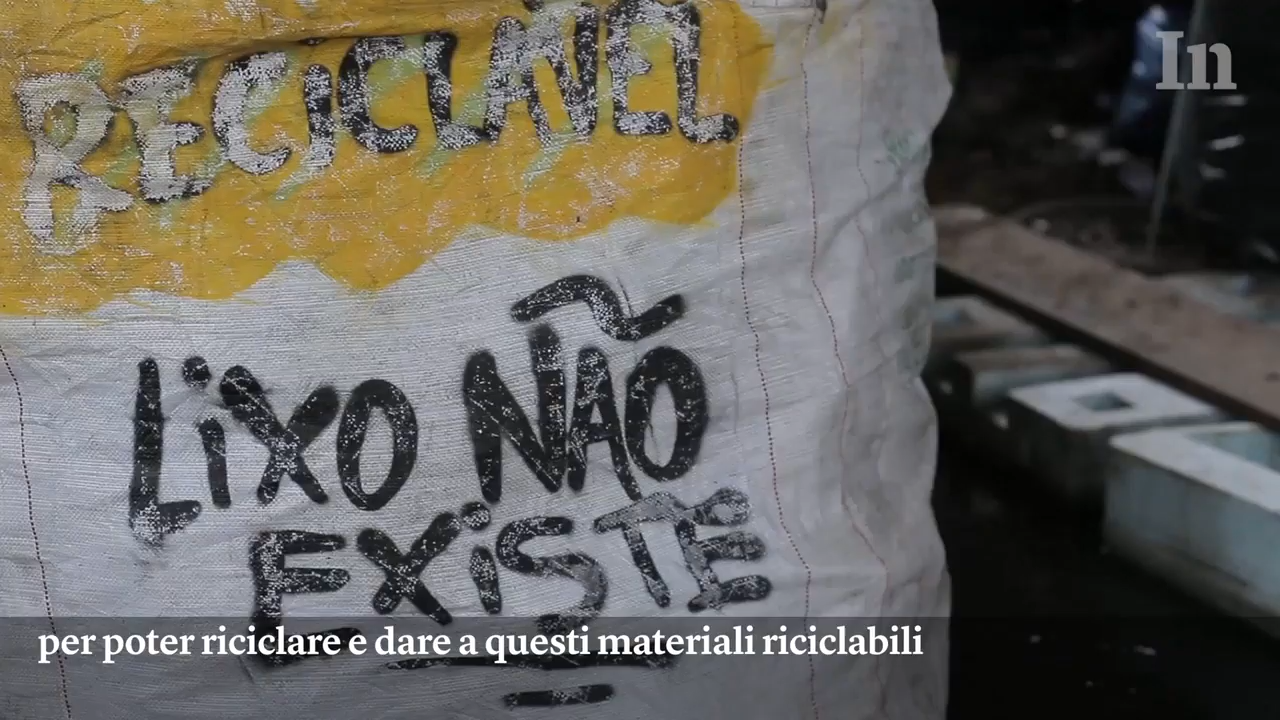 In
RECICLAVEL
LiXO NÃO
EXiSTE
per poter riciclare e dare a questi materiali riciclabili